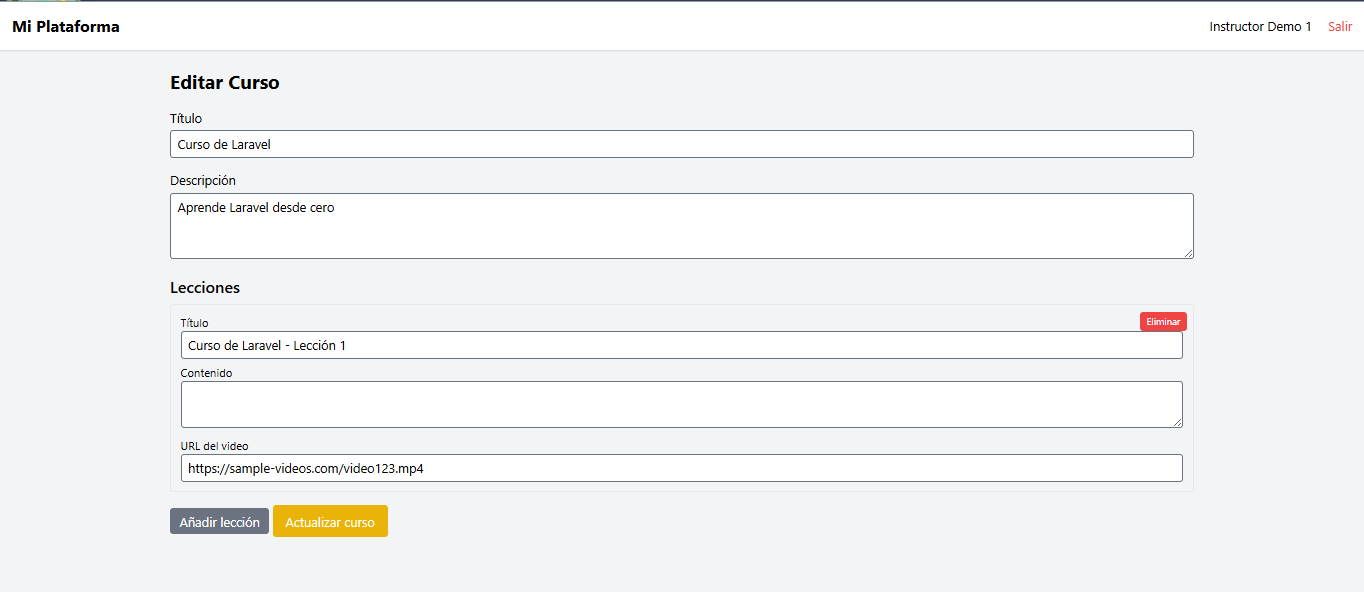 Mi Plataforma
Instructor Demo 1 Salir
Editar Curso
Título
Curso de Laravel
Descripción
Aprende Laravel desde cero
Lecciones
Título
Eliminar
Curso de Laravel - Lección 1
Contenido
URL del video
https://sample-videos.com/video123.mp4
Añadir lección Actualizar curso